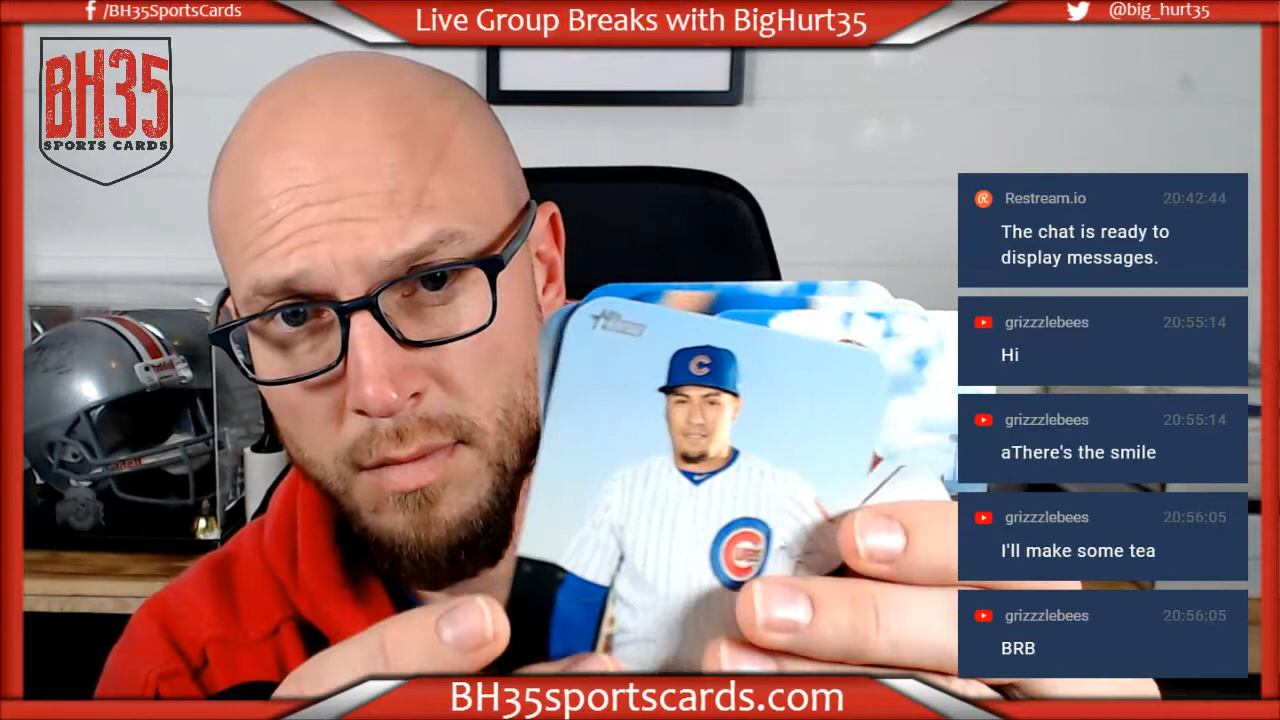 /BH35SportsCards
Live Group Breaks with BigHurt35
@big_hurt35
BH35
SPORTS CARDS
Restream.io 20:42:44
The chat is ready to
display messages.
grizzzlebees 20:55:14
Hi
grizzzlebees 20:55:14
aThere's the smile
grizzzlebees 20:56:05
I'll make some tea
grizzzlebees 20:56:05
BRB
C
C
BH35sportscards.com